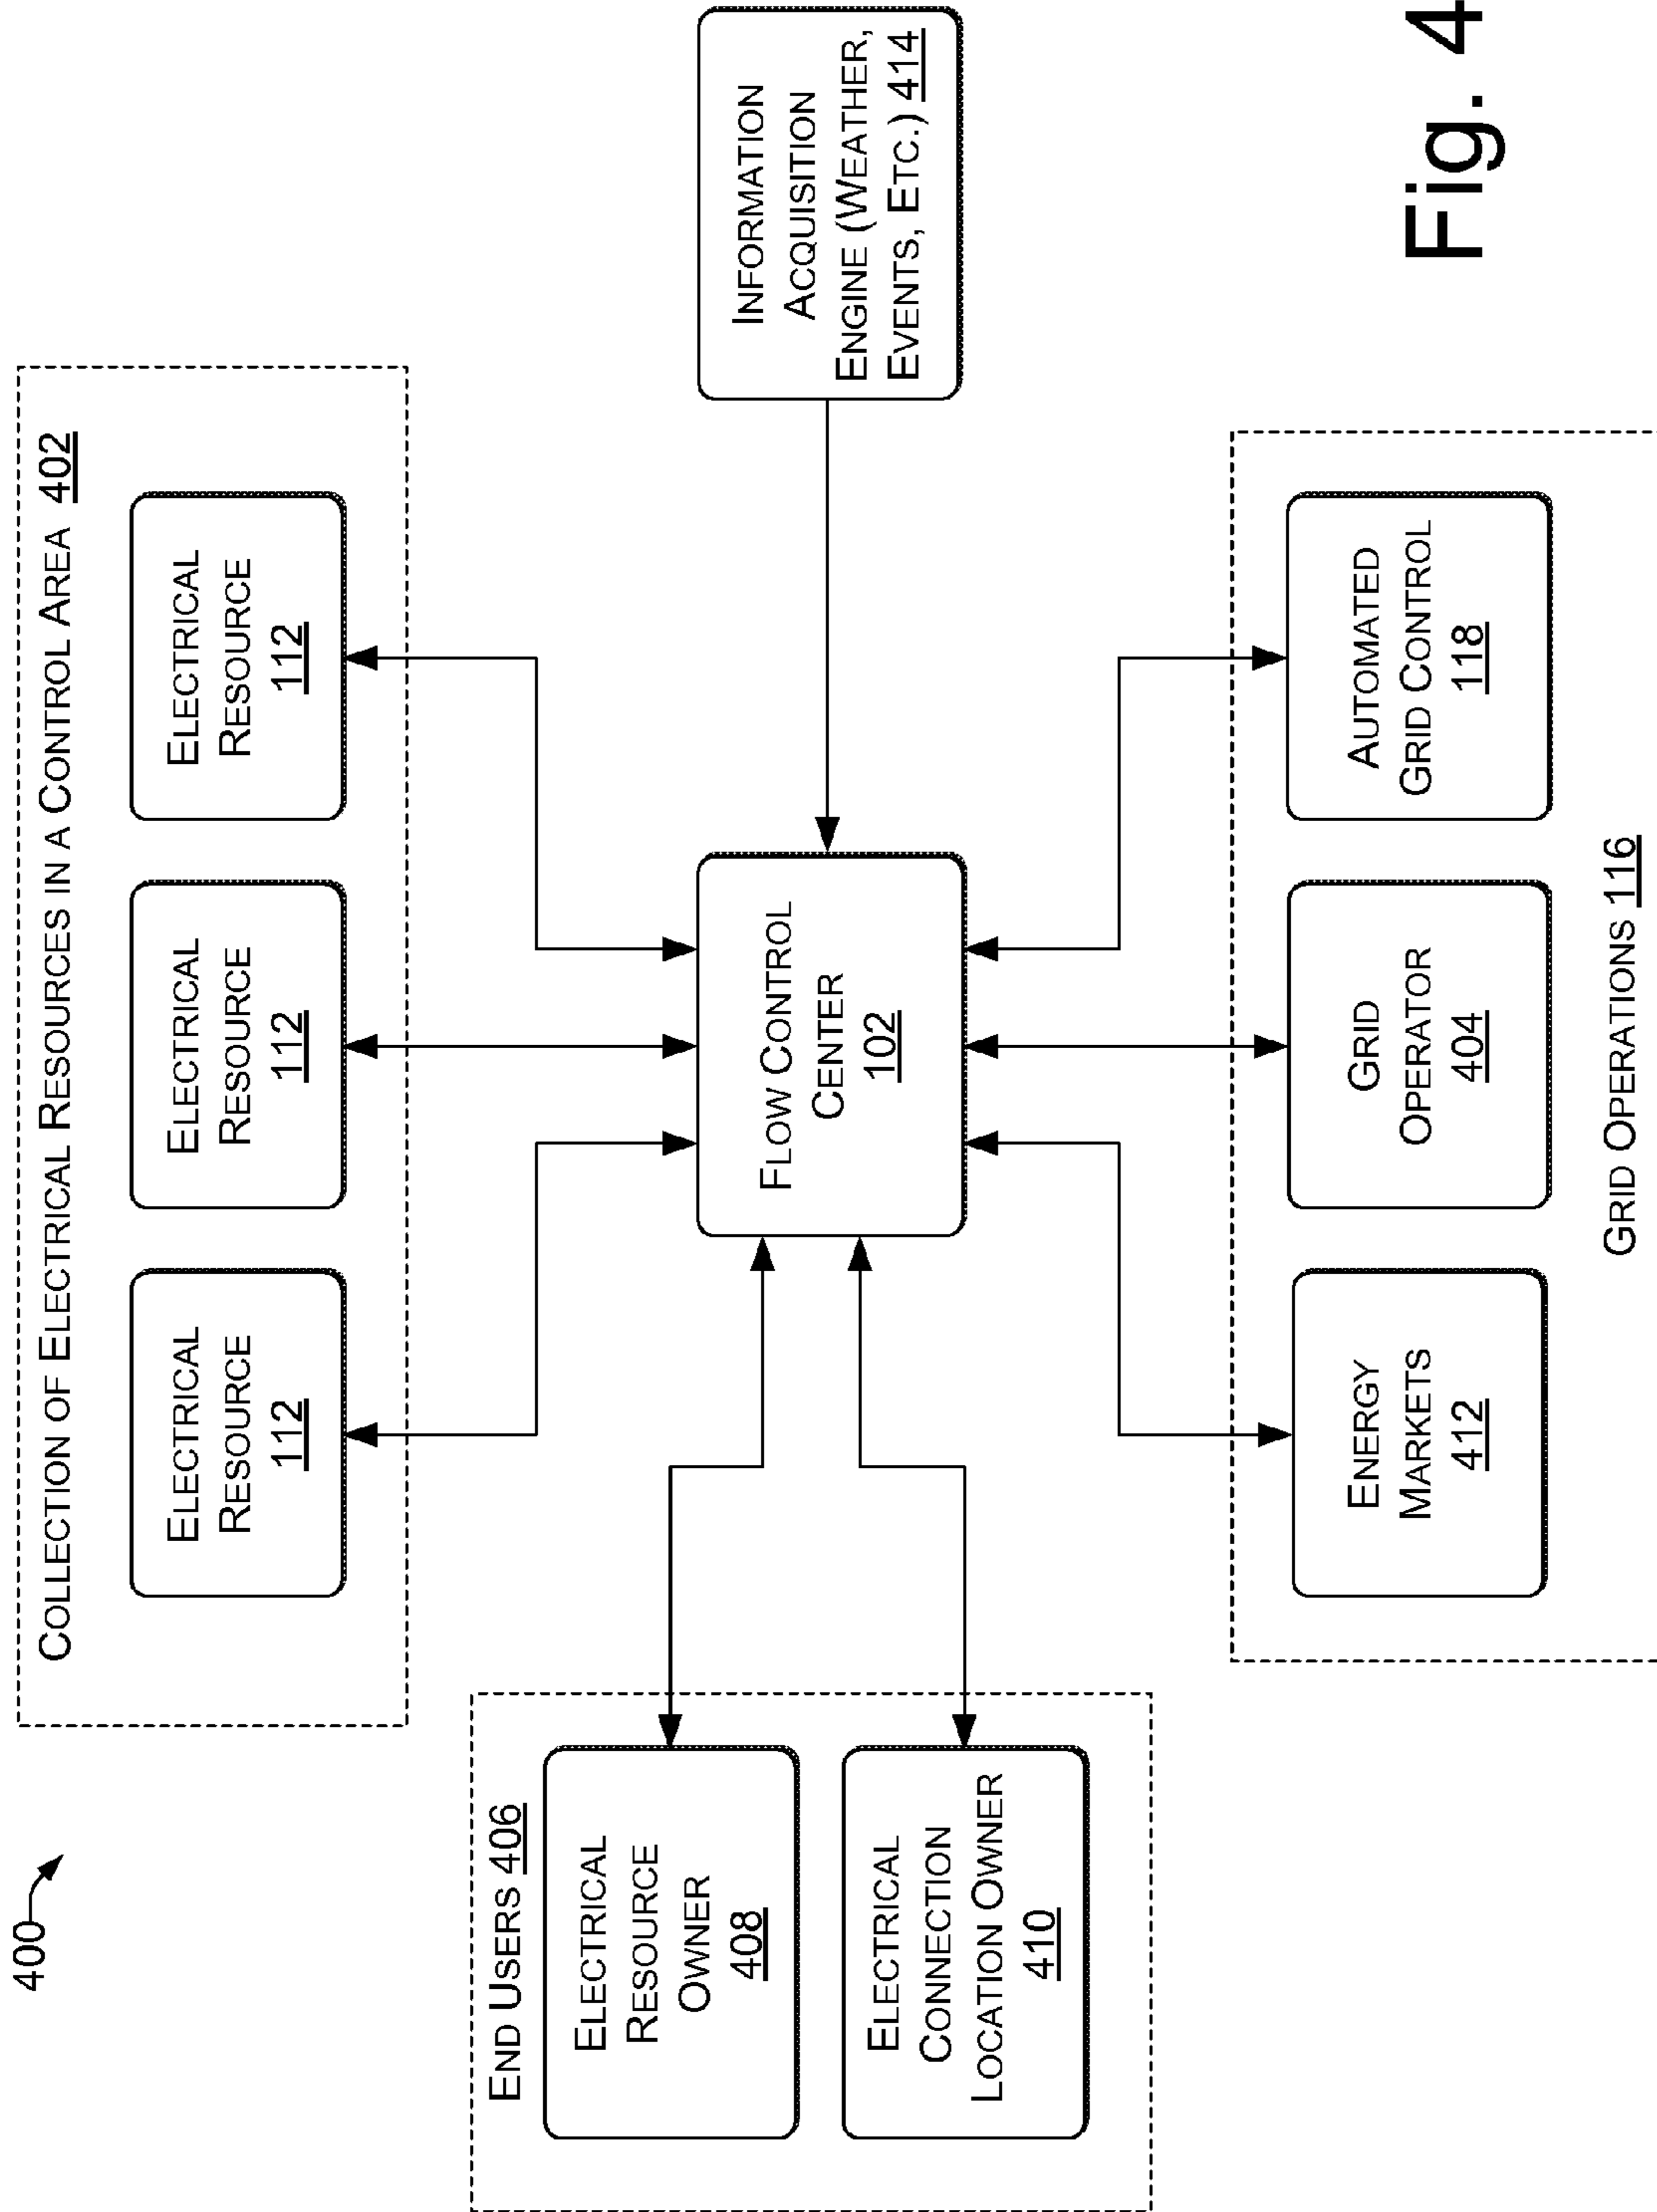 400
COLLECTION OF ELECTRICAL RESOURCES IN A CONTROL AREA 402
ELECTRICAL
RESOURCE
112
ELECTRICAL
RESOURCE
112
ELECTRICAL
RESOURCE
112
END USERS 406
ELECTRICAL
RESOURCE
OWNER
408
ELECTRICAL
CONNECTION
LOCATION OWNER
410
FLOW CONTROL
CENTER
102
INFORMATION
ACQUISITION
ENGINE (WEATHER,
EVENTS, ETC.) 414
ENERGY
MARKETS
412
GRID
OPERATOR
404
AUTOMATED
GRID CONTROL
118
GRID OPERATIONS 116
Fig. 4